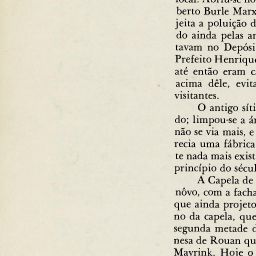 local. Abriu-se no
berto Burle Marx
jeita a poluição d
do ainda pelas ar
tavam no Depósi
Prefeito Henrique
até então eram c
acima dêle, evita
visitantes.
O antigo síti
do; limpou-se a á
não se via mais, e
recia uma fábrica
te nada mais exist
princípio do sécul
A Capela de
nôvo, com a facha
que ainda projeto
no da capela, que
segunda metade d
nesa de Rouan qu
Mayrink. Hoje o